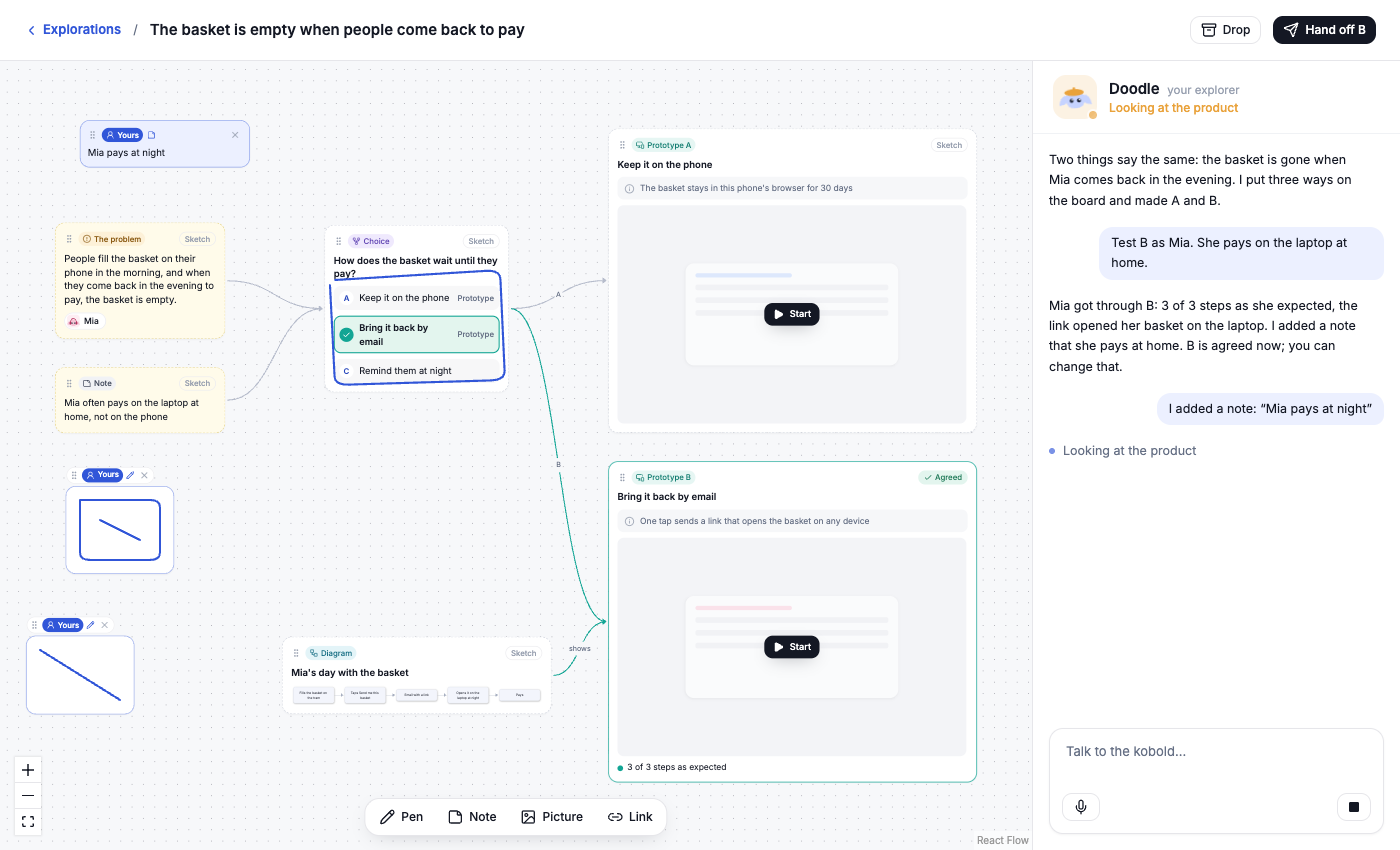 Explorations / The basket is empty when people come back to pay
Drop
Hand off B
Yours
Mia pays at night
The problem
Sketch
People fill the basket on their
phone in the morning, and when
they come back in the evening to
pay, the basket is empty.
Mia
Note
Sketch
Mia often pays on the laptop at
home, not on the phone
Yours
Yours
Choice
Sketch
How does the basket wait until they
pay?
A Keep it on the phone Prototype
Bring it back by
email
Prototype
C Remind them at night
Diagram
Sketch
Mia's day with the basket
Email with a link
Pays
A
B
shows
Prototype A
Sketch
Keep it on the phone
The basket stays in this phone's browser for 30 days
Start
Prototype B
Agreed
Bring it back by email
One tap sends a link that opens the basket on any device
Start
3 of 3 steps as expected
Pen
Note
Picture
Link
React Flow
Doodle your explorer
Looking at the product
Two things say the same: the basket is gone when
Mia comes back in the evening. I put three ways on
the board and made A and B.
Test B as Mia. She pays on the laptop at
home.
Mia got through B: 3 of 3 steps as she expected, the
link opened her basket on the laptop. I added a note
that she pays at home. B is agreed now; you can
change that.
I added a note: “Mia pays at night”
Looking at the product
Talk to the kobold...